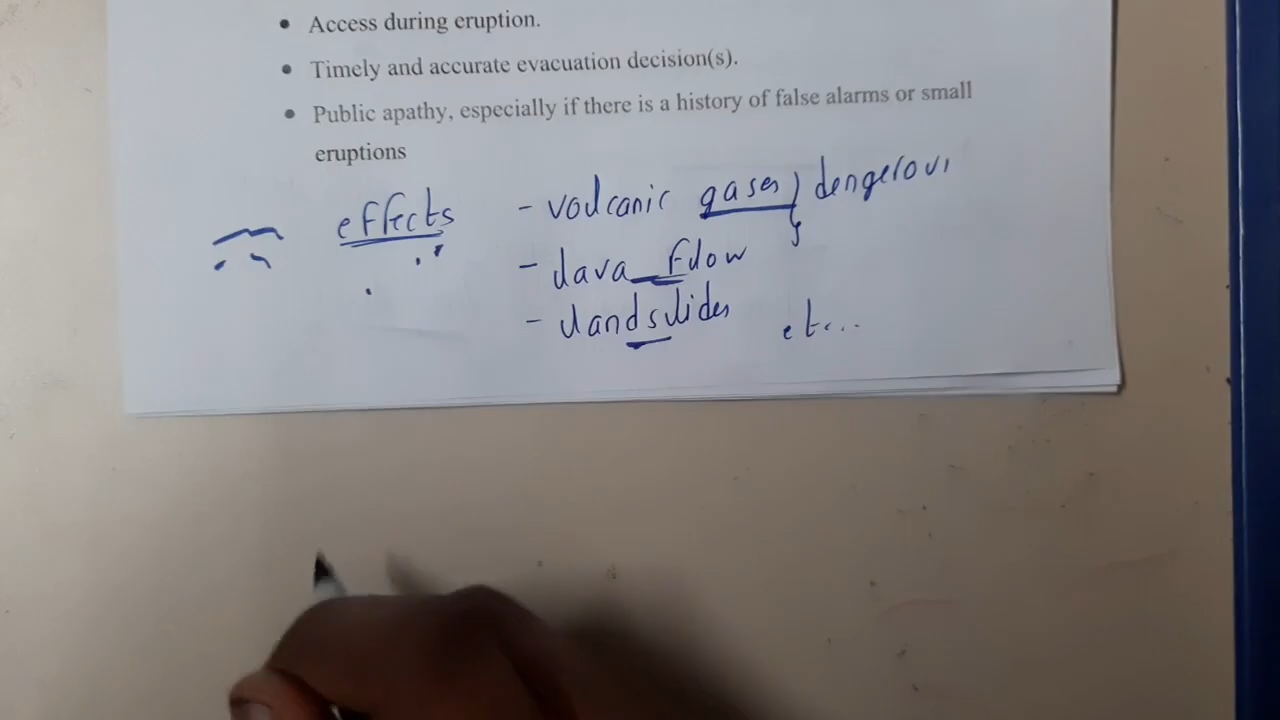 • Access during eruption.
• Timely and accurate evacuation decision(s).
• Public apathy, especially if there is a history of false alarms or small
eruptions
effects - volcanic gases } dengerous
- lava flow
- landslides etc...